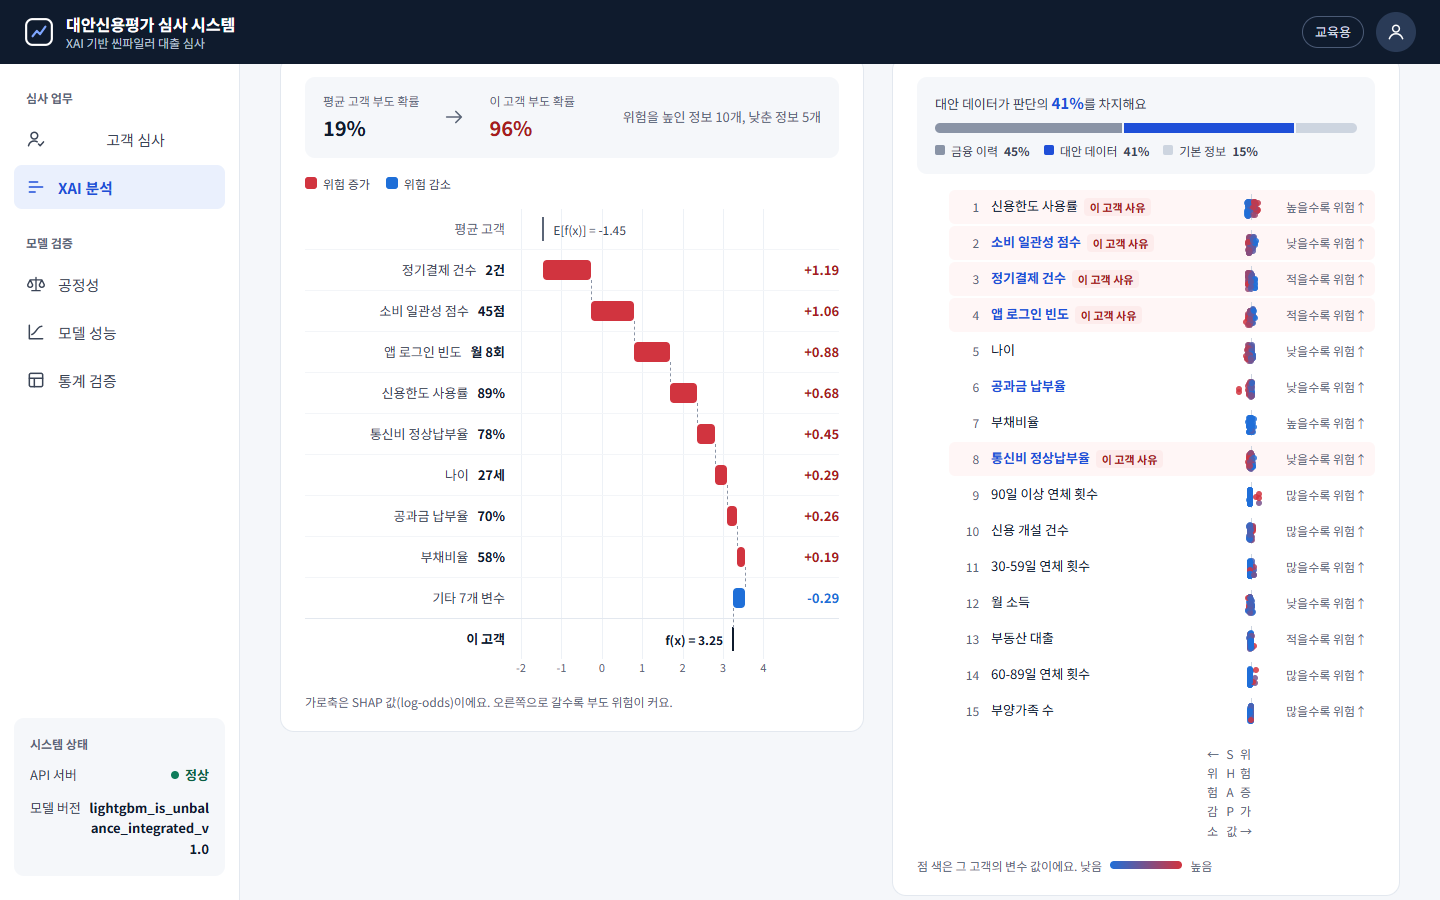 대안신용평가 심사 시스템
XAI 기반 씬파일러 대출 심사
교육용
심사 업무
고객 심사
XAI 분석
모델 검증
공정성
모델 성능
통계 검증
시스템 상태
API 서버 정상
모델 버전 lightgbm_is_unbal
ance_integrated_v
1.0
평균 고객 부도 확률
19%
이 고객 부도 확률
96%
위험을 높인 정보 10개, 낮춘 정보 5개
위험 증가 위험 감소
평균 고객 E[f(x)] = -1.45
정기결제 건수 2건 +1.19
소비 일관성 점수 45점 +1.06
앱 로그인 빈도 월 8회 +0.88
신용한도 사용률 89% +0.68
통신비 정상납부율 78% +0.45
나이 27세 +0.29
공과금 납부율 70% +0.26
부채비율 58% +0.19
기타 7개 변수 -0.29
이 고객 f(x) = 3.25
-2 -1 0 1 2 3 4
가로축은 SHAP 값(log-odds)이에요. 오른쪽으로 갈수록 부도 위험이 커요.
대안 데이터가 판단의 41%를 차지해요
금융 이력 45% 대안 데이터 41% 기본 정보 15%
1 신용한도 사용률 이 고객 사유 높을수록 위험↑
2 소비 일관성 점수 이 고객 사유 낮을수록 위험↑
3 정기결제 건수 이 고객 사유 적을수록 위험↑
4 앱 로그인 빈도 이 고객 사유 적을수록 위험↑
5 나이 낮을수록 위험↑
6 공과금 납부율 낮을수록 위험↑
7 부채비율 높을수록 위험↑
8 통신비 정상납부율 이 고객 사유 낮을수록 위험↑
9 90일 이상 연체 횟수 많을수록 위험↑
10 신용 개설 건수 많을수록 위험↑
11 30-59일 연체 횟수 많을수록 위험↑
12 월 소득 낮을수록 위험↑
13 부동산 대출 적을수록 위험↑
14 60-89일 연체 횟수 많을수록 위험↑
15 부양가족 수 많을수록 위험↑
← 위험 감소
SHAP 값
위험 증가 →
점 색은 그 고객의 변수 값이에요. 낮음 높음